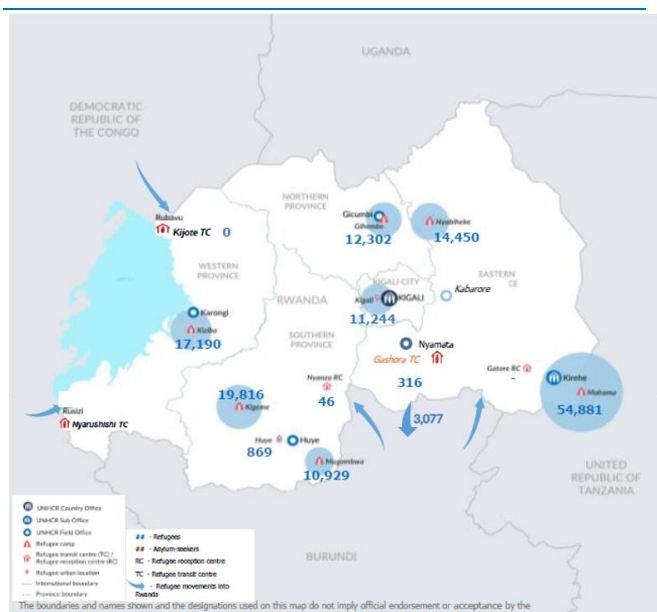 UGANDA
DEMOCRATIC
REPUBLIC OF
THE CONGO
NORTHERN
PROVINCE
Rubavu
Kijote TC 0
Gicumbi
Gihembe
12,302
Nyabiheke
14,450
WESTERN
PROVINCE
KIGALI CITY
EASTERN
Kabarore
RWANDA
Kigali
KIGALI
11,244
Karongi
Kiziba
17,190
SOUTHERN
PROVINCE
Nyamata
Gashora TC
316
Nyanza RC
46
Gatore RC
-
Kirehe
Mahama
54,881
19,816
Kigeme
Rusizi
Nyarushishi TC
3,077
Huye
Huye
869
Mugombwa
10,929
UNITED
REPUBLIC OF
TANZANIA
BURUNDI
UNHCR Country Office
UNHCR Sub Office
UNHCR Field Office
Refugee camp
Refugee transit centre (TC) /
Refugee reception centre (RC)
Refugee urban location
International boundary
Province boundary
## - Refugees
## - Asylum-seekers
RC - Refugee reception centre
TC - Refugee transit centre
- Refugee movements into
Rwanda
The boundaries and names shown and the designations used on this map do not imply official endorsement or acceptance by the